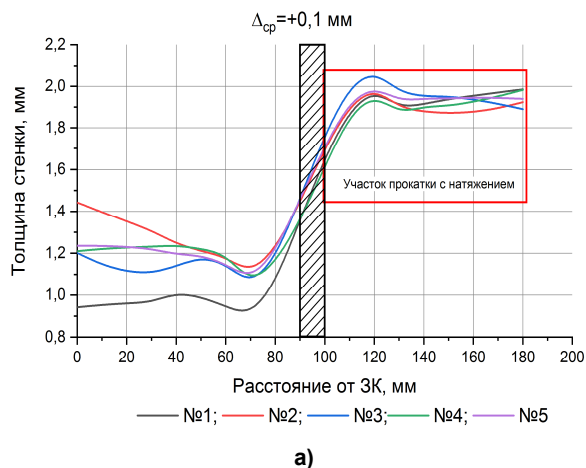 Δср=+0,1 мм
Толщина стенки, мм
2,2
2,0
1,8
1,6
1,4
1,2
1,0
0,8
Участок прокатки с натяжением
0 20 40 60 80 100 120 140 160 180 200
Расстояние от ЗК, мм
№1; №2; №3; №4; №5
а)